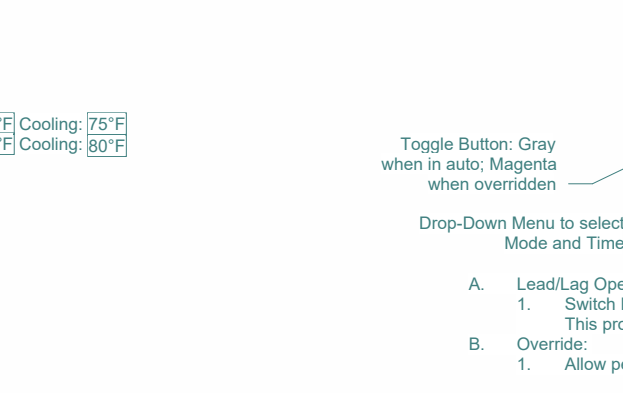 °F Cooling: 75°F
°F Cooling: 80°F
Toggle Button: Gray
when in auto; Magenta
when overridden
Drop-Down Menu to select
Mode and Time
A. Lead/Lag Ope
1. Switch
This pro
B. Override:
1. Allow pe